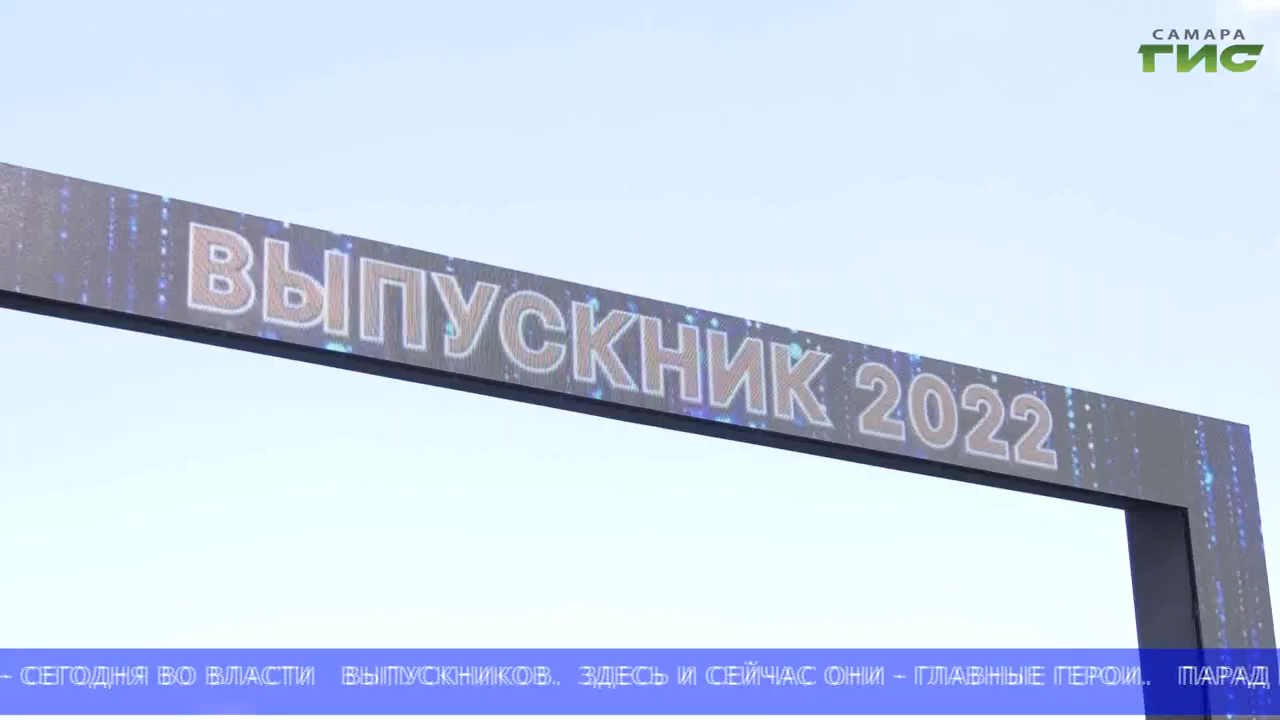 САМАРА
ГИС
ВЫПУСКНИК 2022
- СЕГОДНЯ ВО ВЛАСТИ ВЫПУСКНИКОВ.. ЗДЕСЬ И СЕЙЧАС ОНИ - ГЛАВНЫЕ ГЕРОИ.. ПАРАД